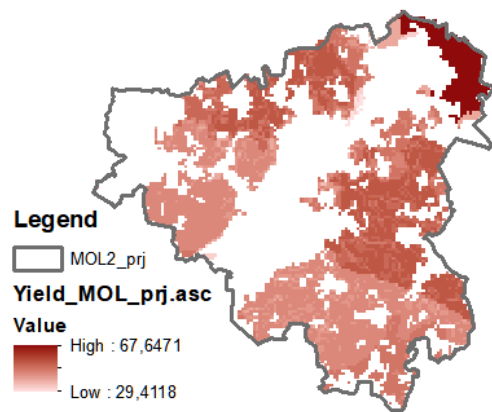 Legend
MOL2_prj
Yield_MOL_prj.asc
Value
High : 67,6471
Low : 29,4118